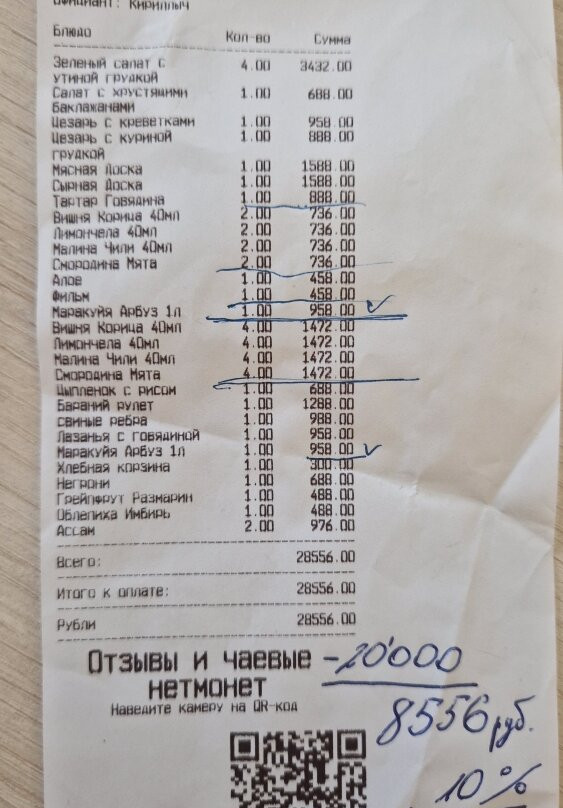 Официант: Кириллыч
Блюдо Кол-во Сумма
Зеленый салат с 4.00 3432.00
утиной грудкой
Салат с хрустящими 1.00 688.00
баклажанами
Цезарь с креветками 1.00 958.00
Цезарь с куриной 1.00 888.00
грудкой
Мясная Доска 1.00 1588.00
Сырная Доска 1.00 1588.00
Тартар Говядина 1.00 888.00
Вишня Корица 40мл 2.00 736.00
Лимончела 40мл 2.00 736.00
Малина Чили 40мл 2.00 736.00
Смородина Мята 2.00 736.00
Алое 1.00 458.00
Фильм 1.00 458.00
Маракуйя Арбуз 1л 1.00 958.00
Вишня Корица 40мл 4.00 1472.00
Лимончела 40мл 4.00 1472.00
Малина Чили 40мл 4.00 1472.00
Смородина Мята 4.00 1472.00
Цыпленок с рисом 1.00 688.00
Бараний рулет 1.00 1288.00
свиные ребра 1.00 988.00
Лазанья с говядиной 1.00 958.00
Маракуйя Арбуз 1л 1.00 958.00
Хлебная корзина 1.00 300.00
Негрони 1.00 688.00
Грейпфрут Размарин 1.00 488.00
Облепиха Имбирь 1.00 488.00
Ассам 2.00 976.00
Всего: 28556.00
Итого к оплате: 28556.00
Рубли 28556.00
Отзывы и чаевые
нетмонет
Наведите камеру на QR-код
-20'000
8556 руб.
10%